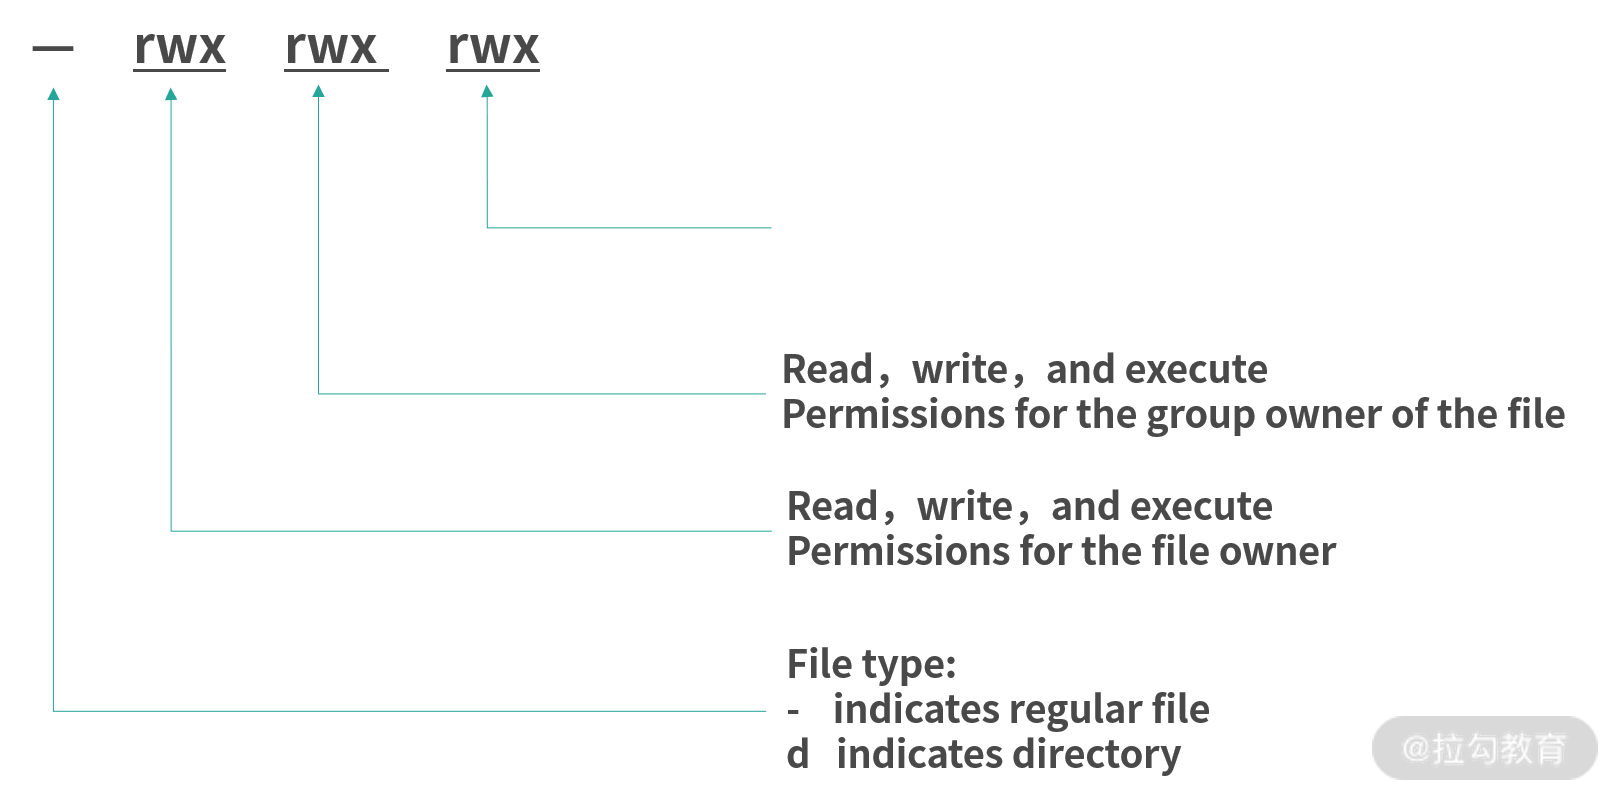 — rwx rwx rwx
Read，write，and execute
Permissions for the group owner of the file
Read，write，and execute
Permissions for the file owner
File type:
- indicates regular file
d indicates directory
@拉勾教育